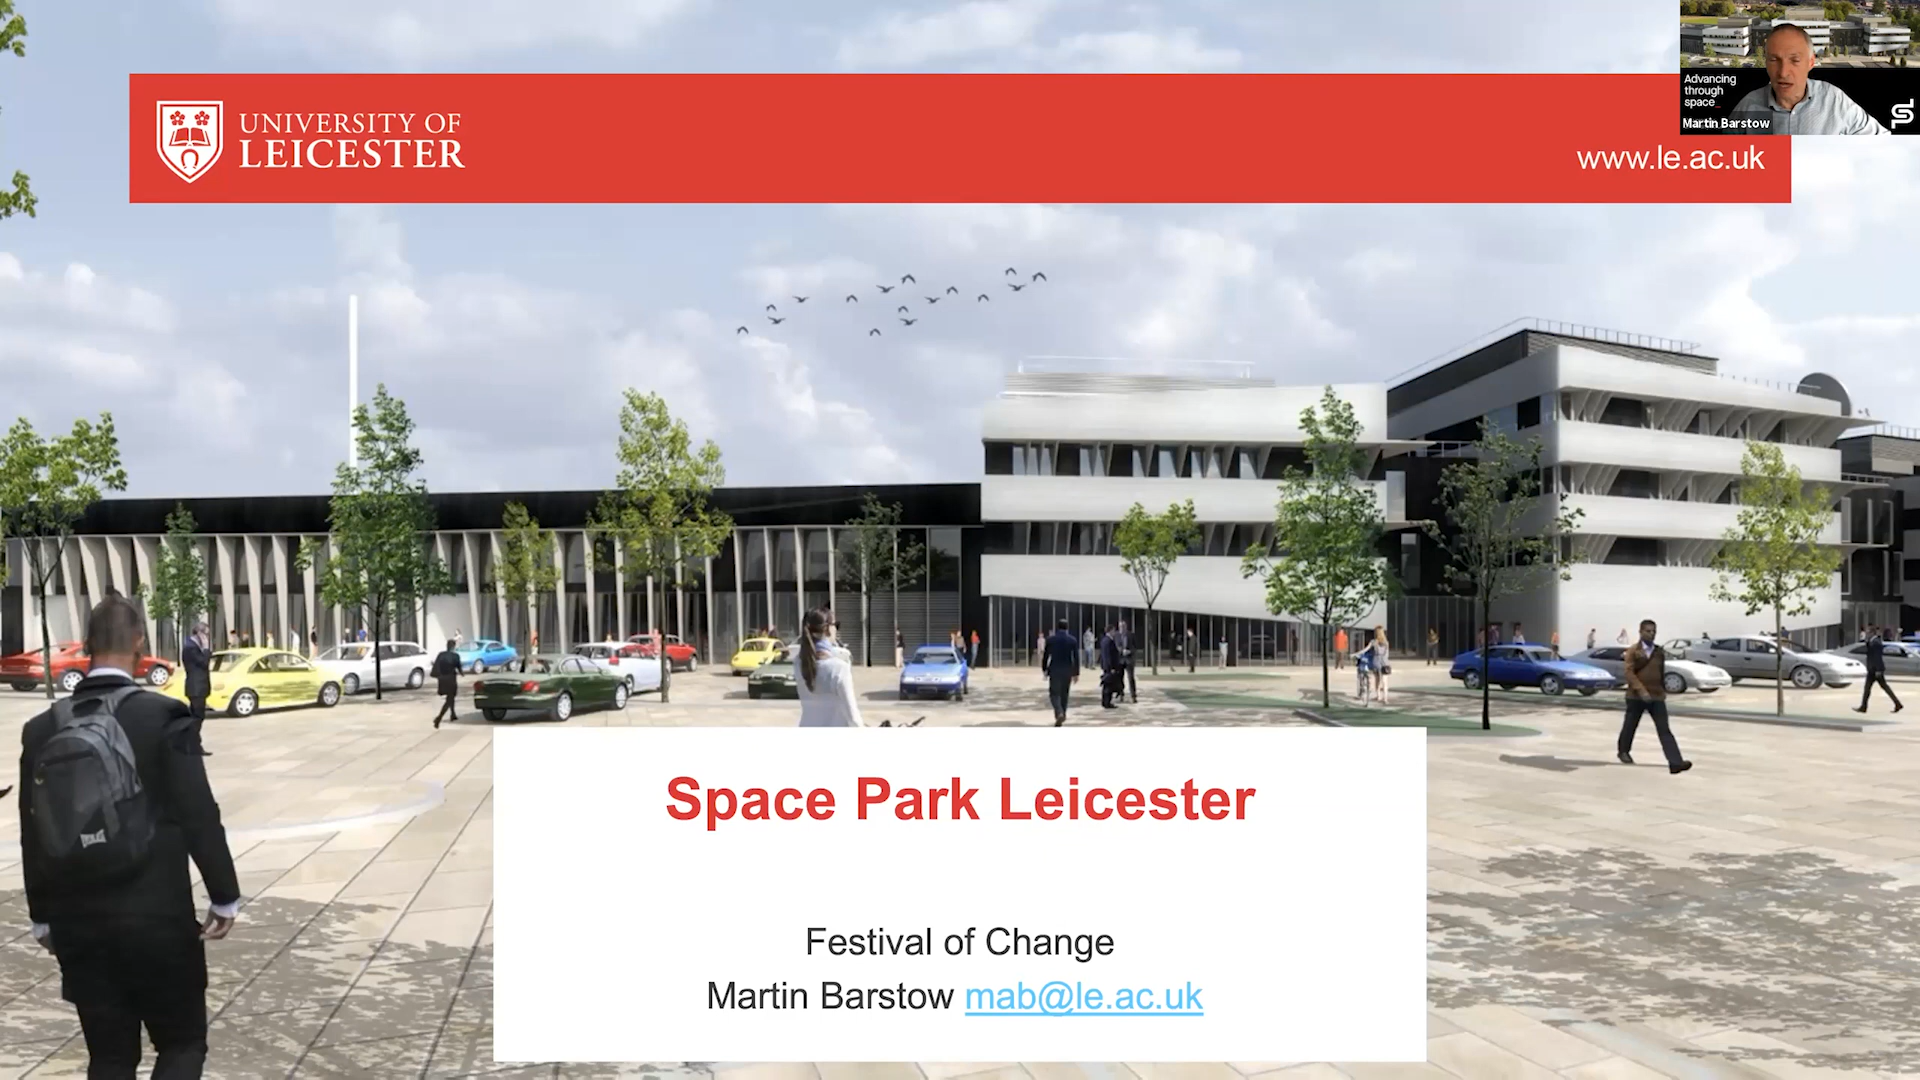 UNIVERSITY OF
LEICESTER
Advancing
through
space
Martin Barstow
www.le.ac.uk
Space Park Leicester
Festival of Change
Martin Barstow mab@le.ac.uk